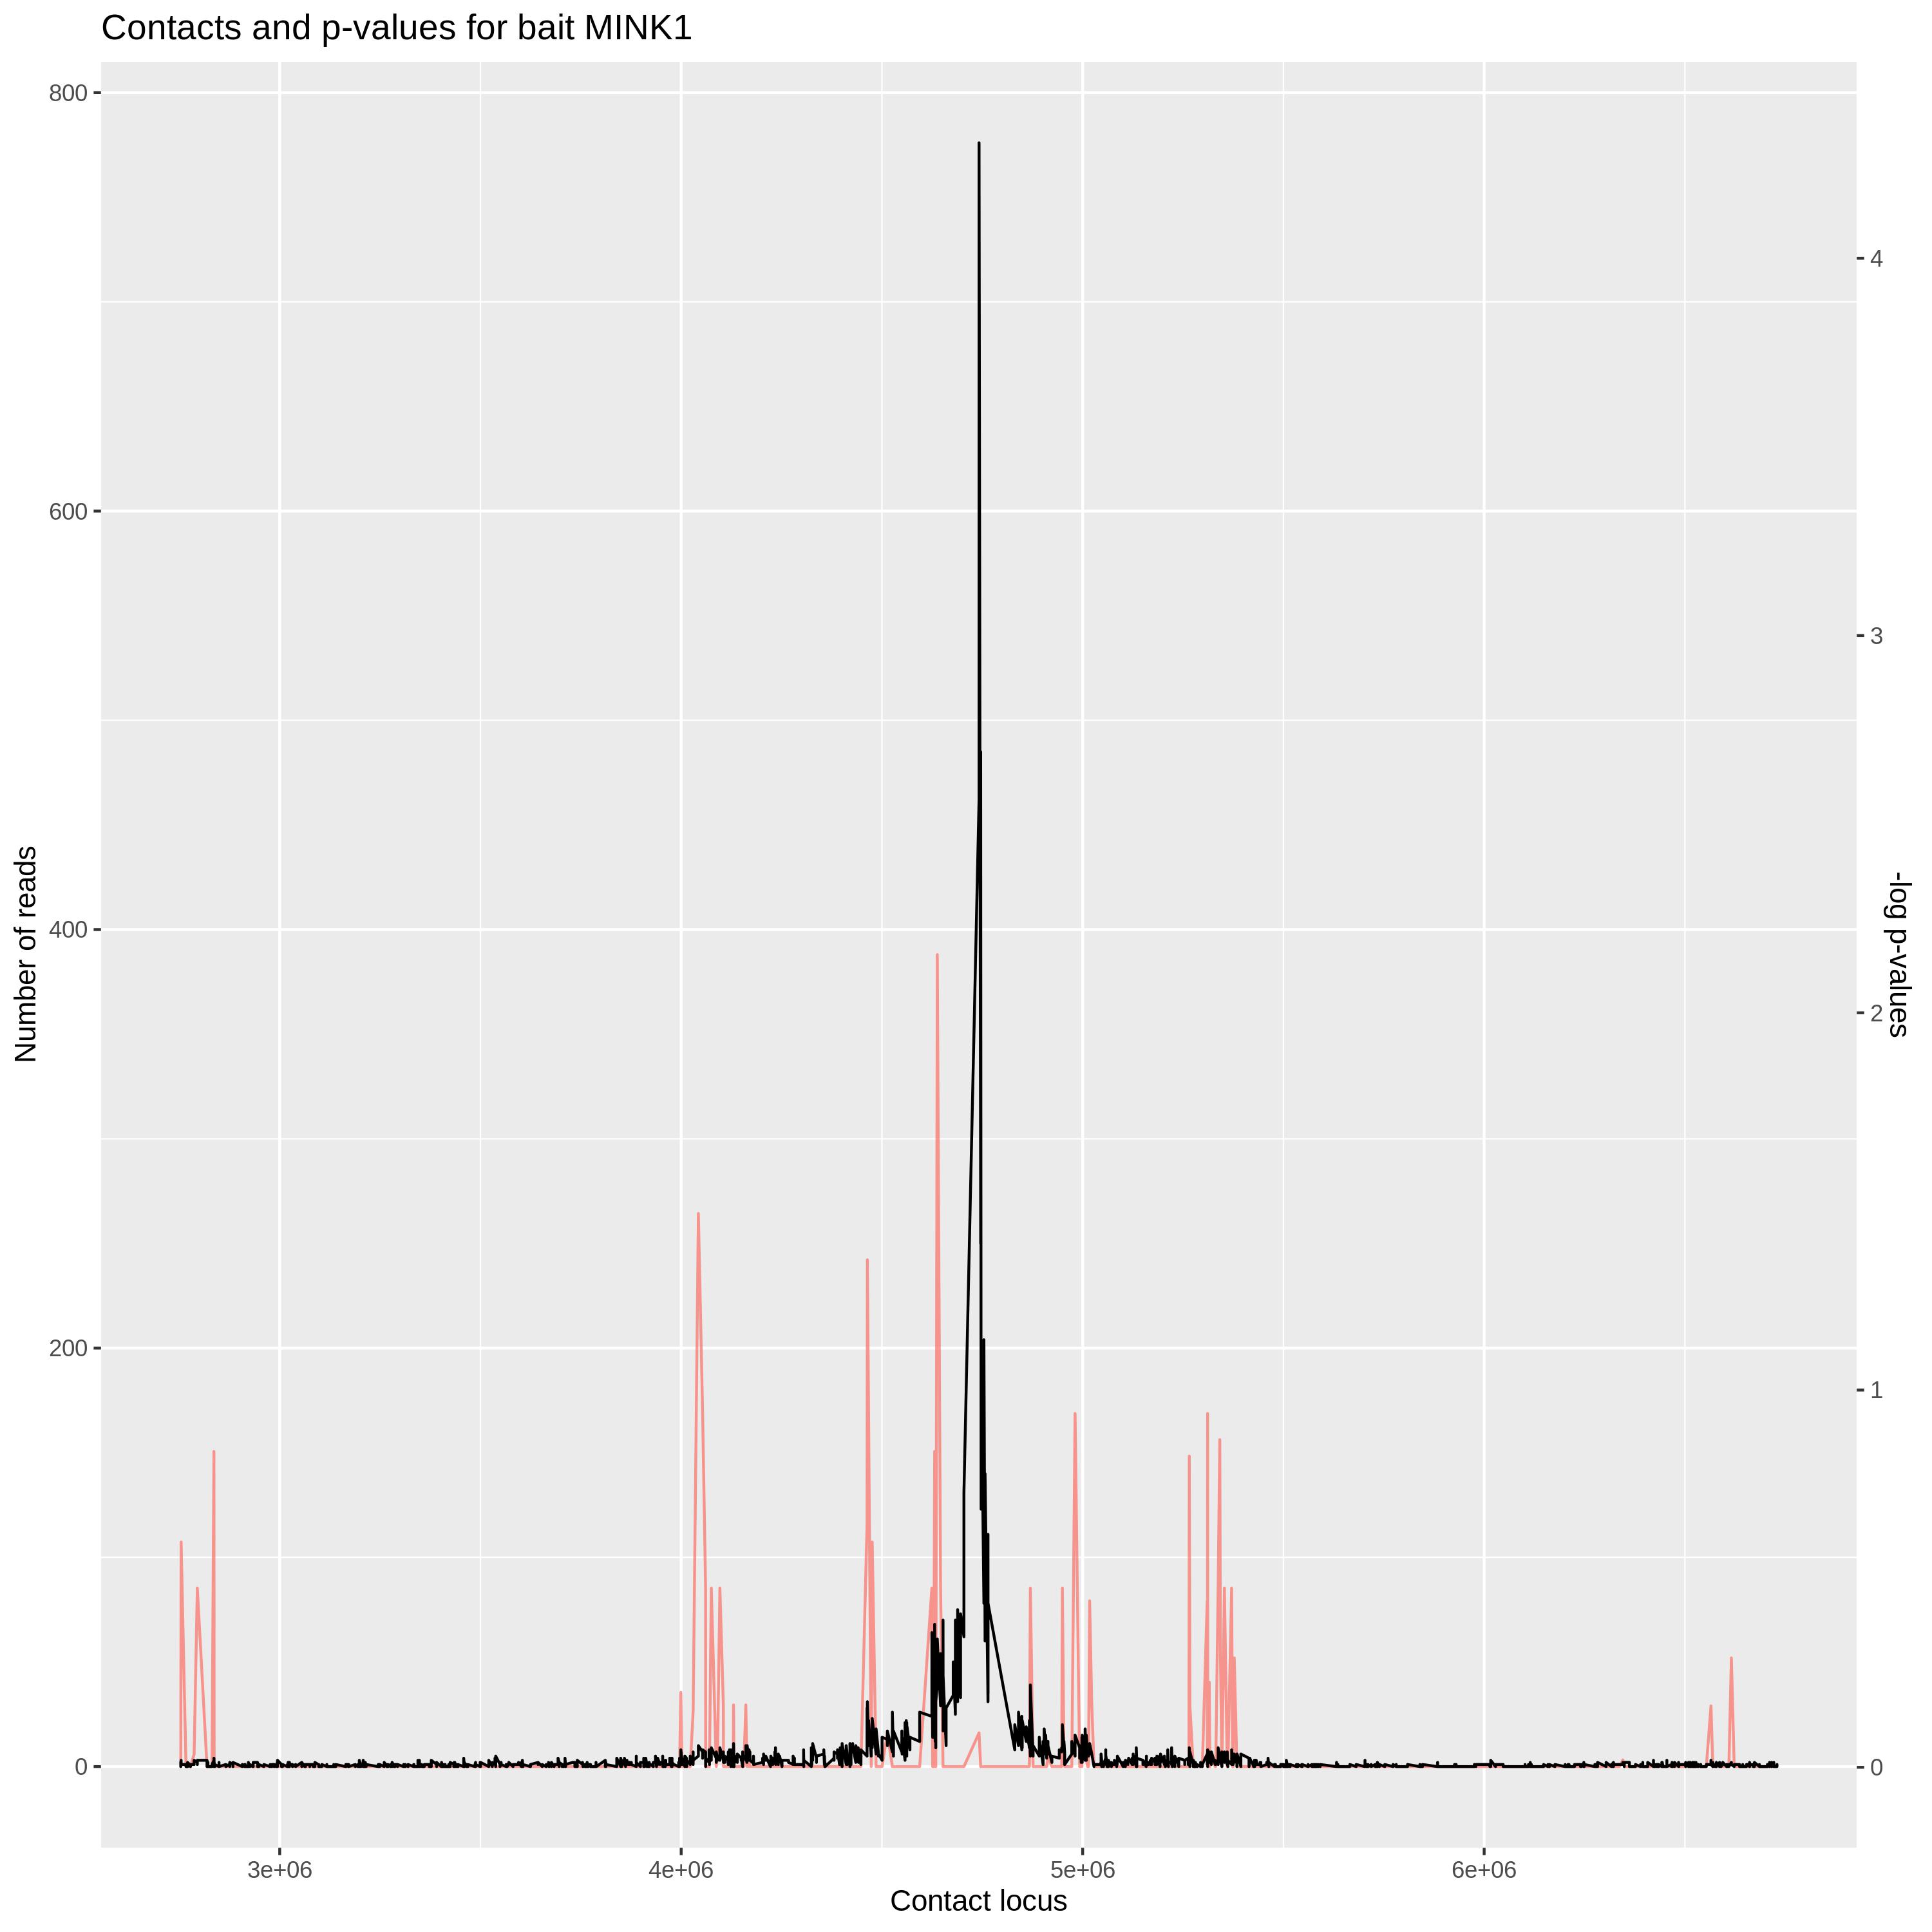 Contacts and p-values for bait MINK1
800
600
400
200
0
Number of reads
4
3
2
1
0
-log p-values
3e+06
4e+06
5e+06
6e+06
Contact locus